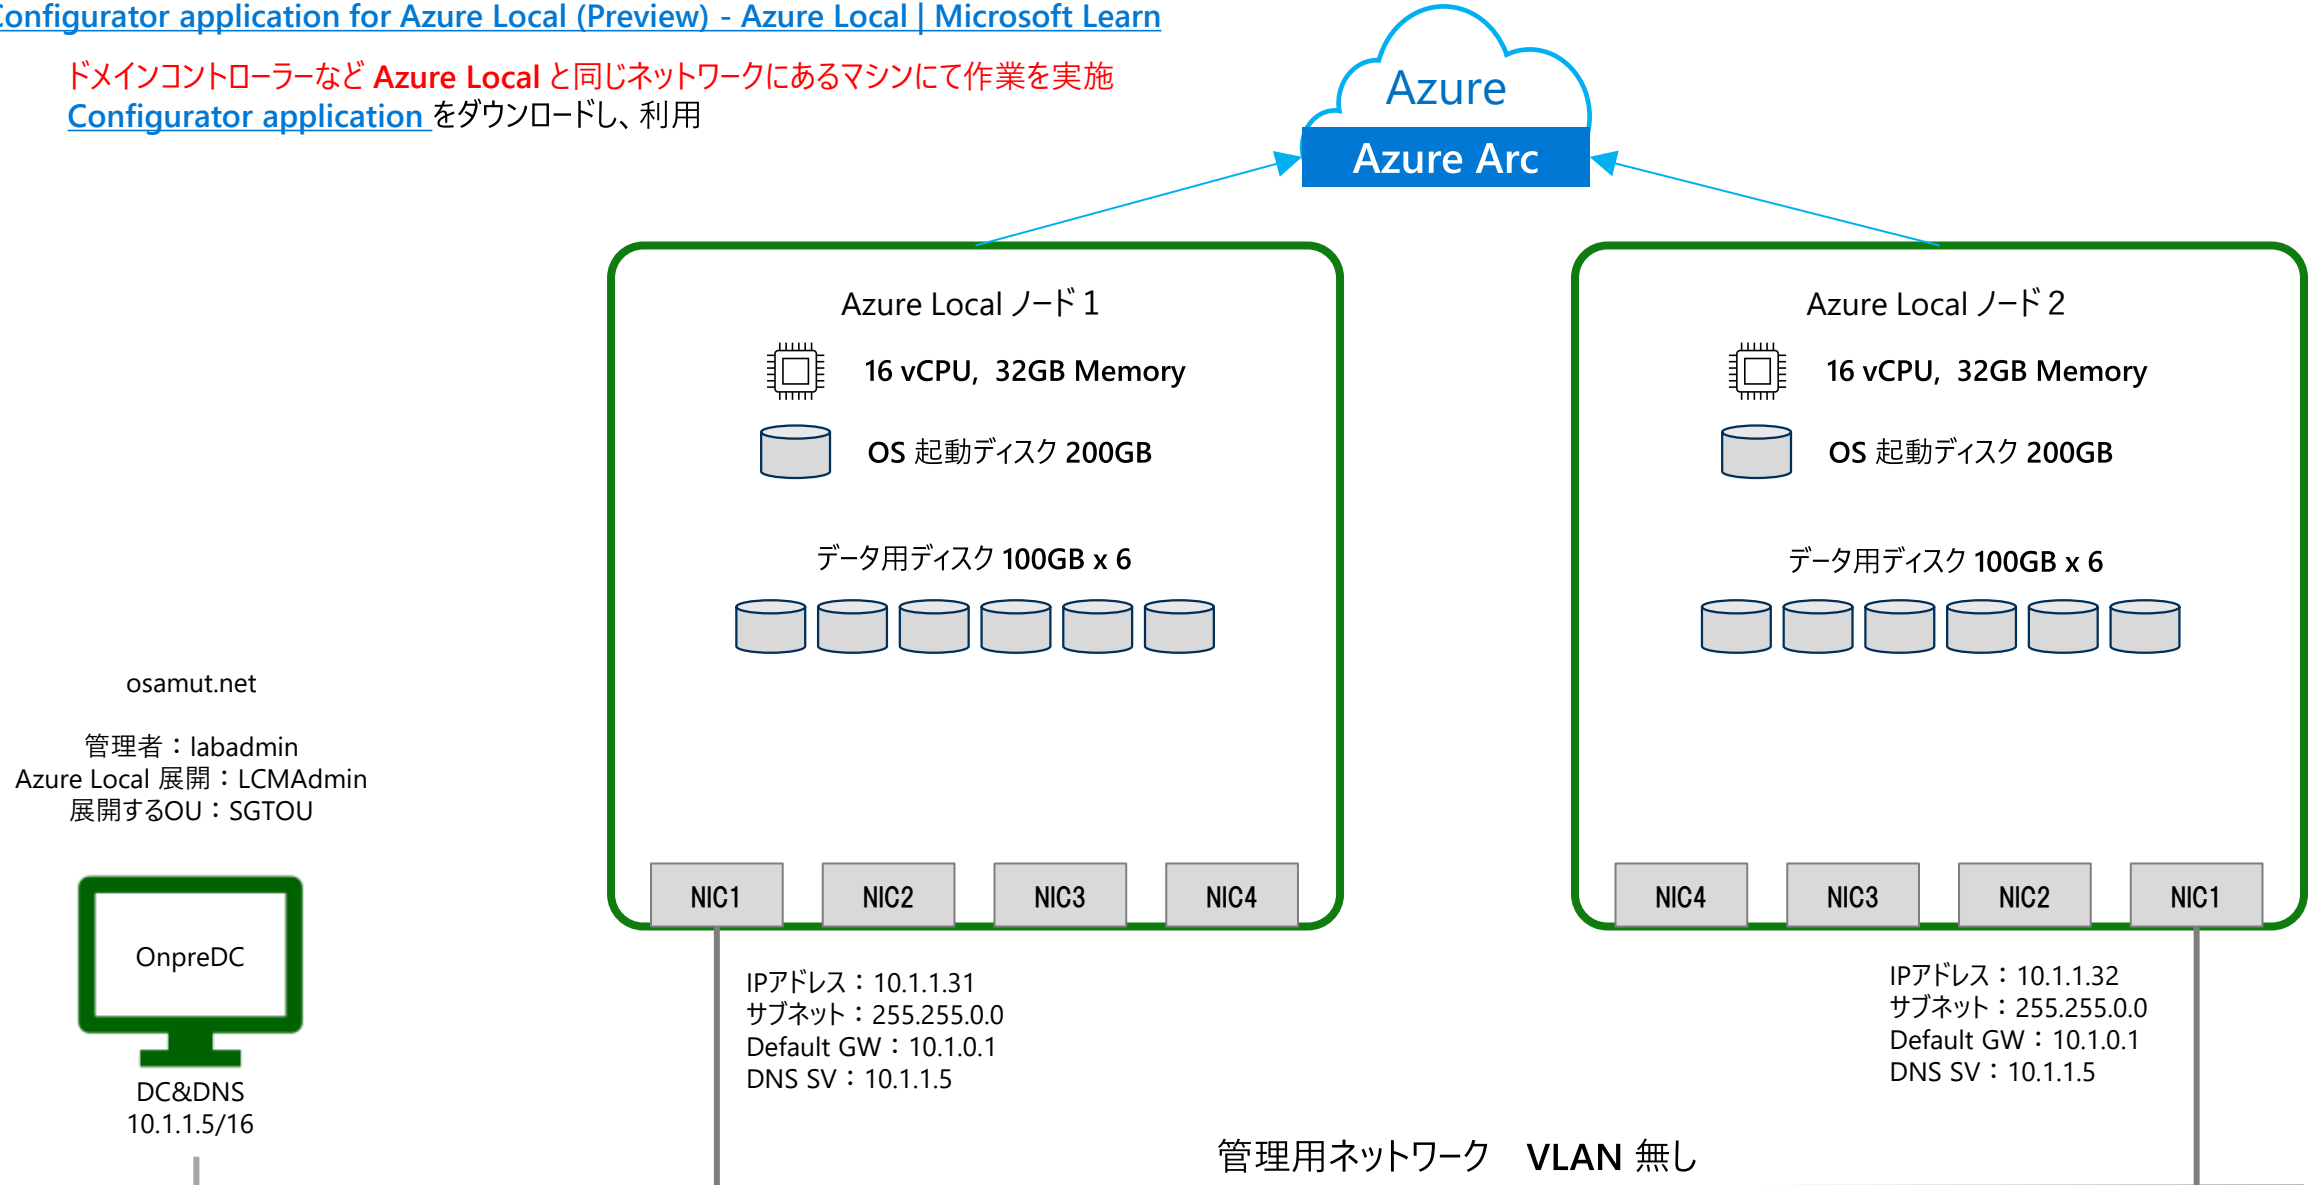 Configurator application for Azure Local (Preview) - Azure Local | Microsoft Learn
ドメインコントローラーなど Azure Local と同じネットワークにあるマシンにて作業を実施
Configurator application をダウンロードし、利用
Azure
Azure Arc
Azure Local ノード 1
16 vCPU, 32GB Memory
OS 起動ディスク 200GB
データ用ディスク 100GB x 6
NIC1 NIC2 NIC3 NIC4
IPアドレス：10.1.1.31
サブネット：255.255.0.0
Default GW：10.1.0.1
DNS SV：10.1.1.5
Azure Local ノード 2
16 vCPU, 32GB Memory
OS 起動ディスク 200GB
データ用ディスク 100GB x 6
NIC4 NIC3 NIC2 NIC1
IPアドレス：10.1.1.32
サブネット：255.255.0.0
Default GW：10.1.0.1
DNS SV：10.1.1.5
osamut.net
管理者：labadmin
Azure Local 展開：LCMAdmin
展開するOU：SGTOU
OnpreDC
DC&DNS
10.1.1.5/16
管理用ネットワーク VLAN 無し